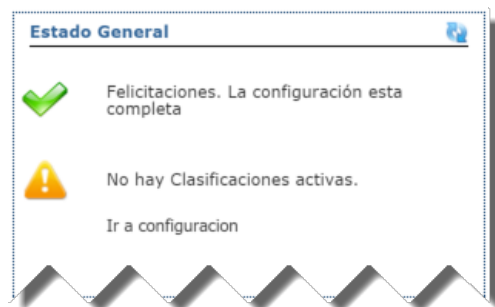 Estado General
Felicitaciones. La configuración esta
completa
No hay Clasificaciones activas.
Ir a configuracion